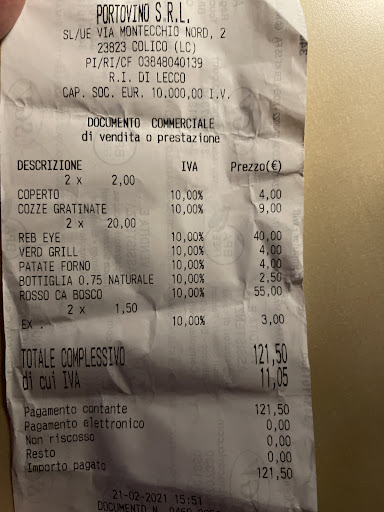 PORTOVINO S.R.L.
SL/UE VIA MONTECCHIO NORD, 2
23823 COLICO (LC)
PI/RI/CF 03848040139
R.I. DI LECCO
CAP. SOC. EUR. 10.000,00 I.V.
DOCUMENTO COMMERCIALE
di vendita o prestazione
DESCRIZIONE IVA Prezzo(€)
2 x 2,00
COPERTO 10,00% 4,00
COZZE GRATINATE 10,00% 9,00
2 x 20,00
REB EYE 10,00% 40,00
VERD GRILL 10,00% 4,00
PATATE FORNO 10,00% 4,00
BOTTIGLIA 0.75 NATURALE 10,00% 2,50
ROSSO CA BOSCO 10,00% 55,00
2 x 1,50
EX . 10,00% 3,00
TOTALE COMPLESSIVO 121,50
di cui IVA 11,05
Pagamento contante 121,50
Pagamento elettronico 0,00
Non riscosso 0,00
Resto 0,00
Importo pagato 121,50
21-02-2021 15:51
DOCUMENTO N.